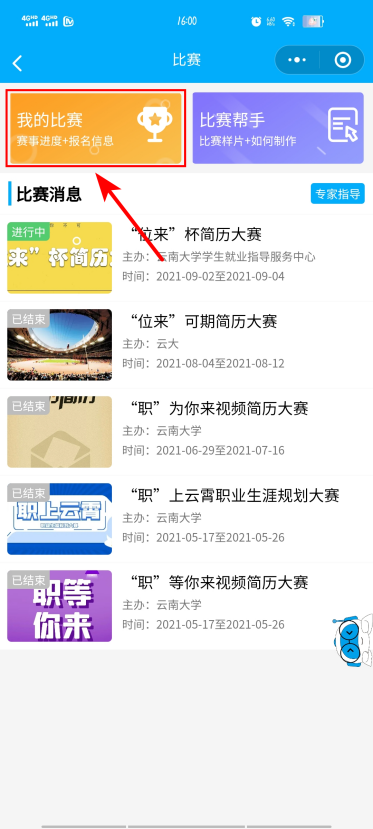 4GHD 4GHD
16:00
比赛
我的比赛
赛事进度+报名信息
比赛帮手
比赛样片+如何制作
比赛消息
专家指导
进行中
来”杯简历
“位来”杯简历大赛
主办：云南大学学生就业指导服务中心
时间：2021-09-02至2021-09-04
已结束
“位来”可期简历大赛
主办：云大
时间：2021-08-04至2021-08-12
已结束
“职”为你来视频简历大赛
主办：云南大学
时间：2021-06-29至2021-07-16
已结束
职上云霄
“职”上云霄职业生涯规划大赛
主办：云南大学
时间：2021-05-17至2021-05-26
已结束
职等
你来
“职”等你来视频简历大赛
主办：云南大学
时间：2021-05-17至2021-05-26